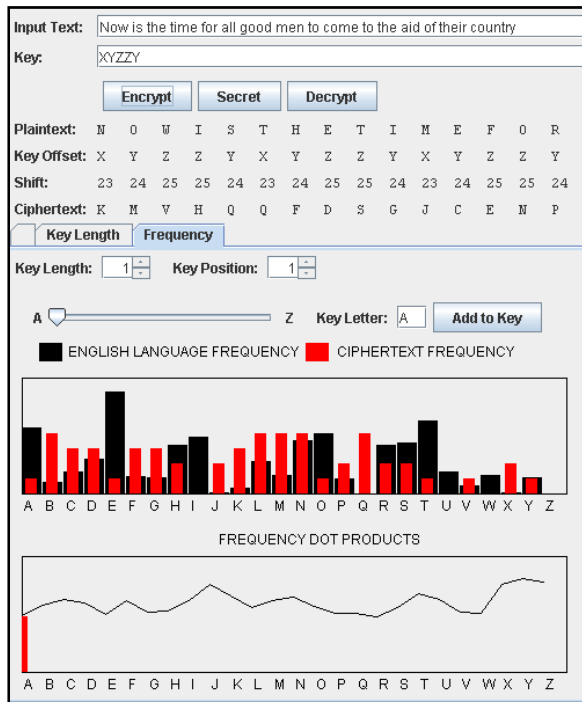 Input Text: Now is the time for all good men to come to the aid of their country
Key: XYZZY
Encrypt Secret Decrypt
Plaintext: N O W I S T H E T I M E F O R
Key Offset: X Y Z Z Y X Y Z Z Y X Y Z Z Y
Shift: 23 24 25 25 24 23 24 25 25 24 23 24 25 25 24
Ciphertext: K M V H Q Q F D S G J C E N P
Key Length Frequency
Key Length: 1 Key Position: 1
A Z Key Letter: A Add to Key
ENGLISH LANGUAGE FREQUENCY CIPHERTEXT FREQUENCY
A B C D E F G H I J K L M N O P Q R S T U V W X Y Z
FREQUENCY DOT PRODUCTS
A B C D E F G H I J K L M N O P Q R S T U V W X Y Z